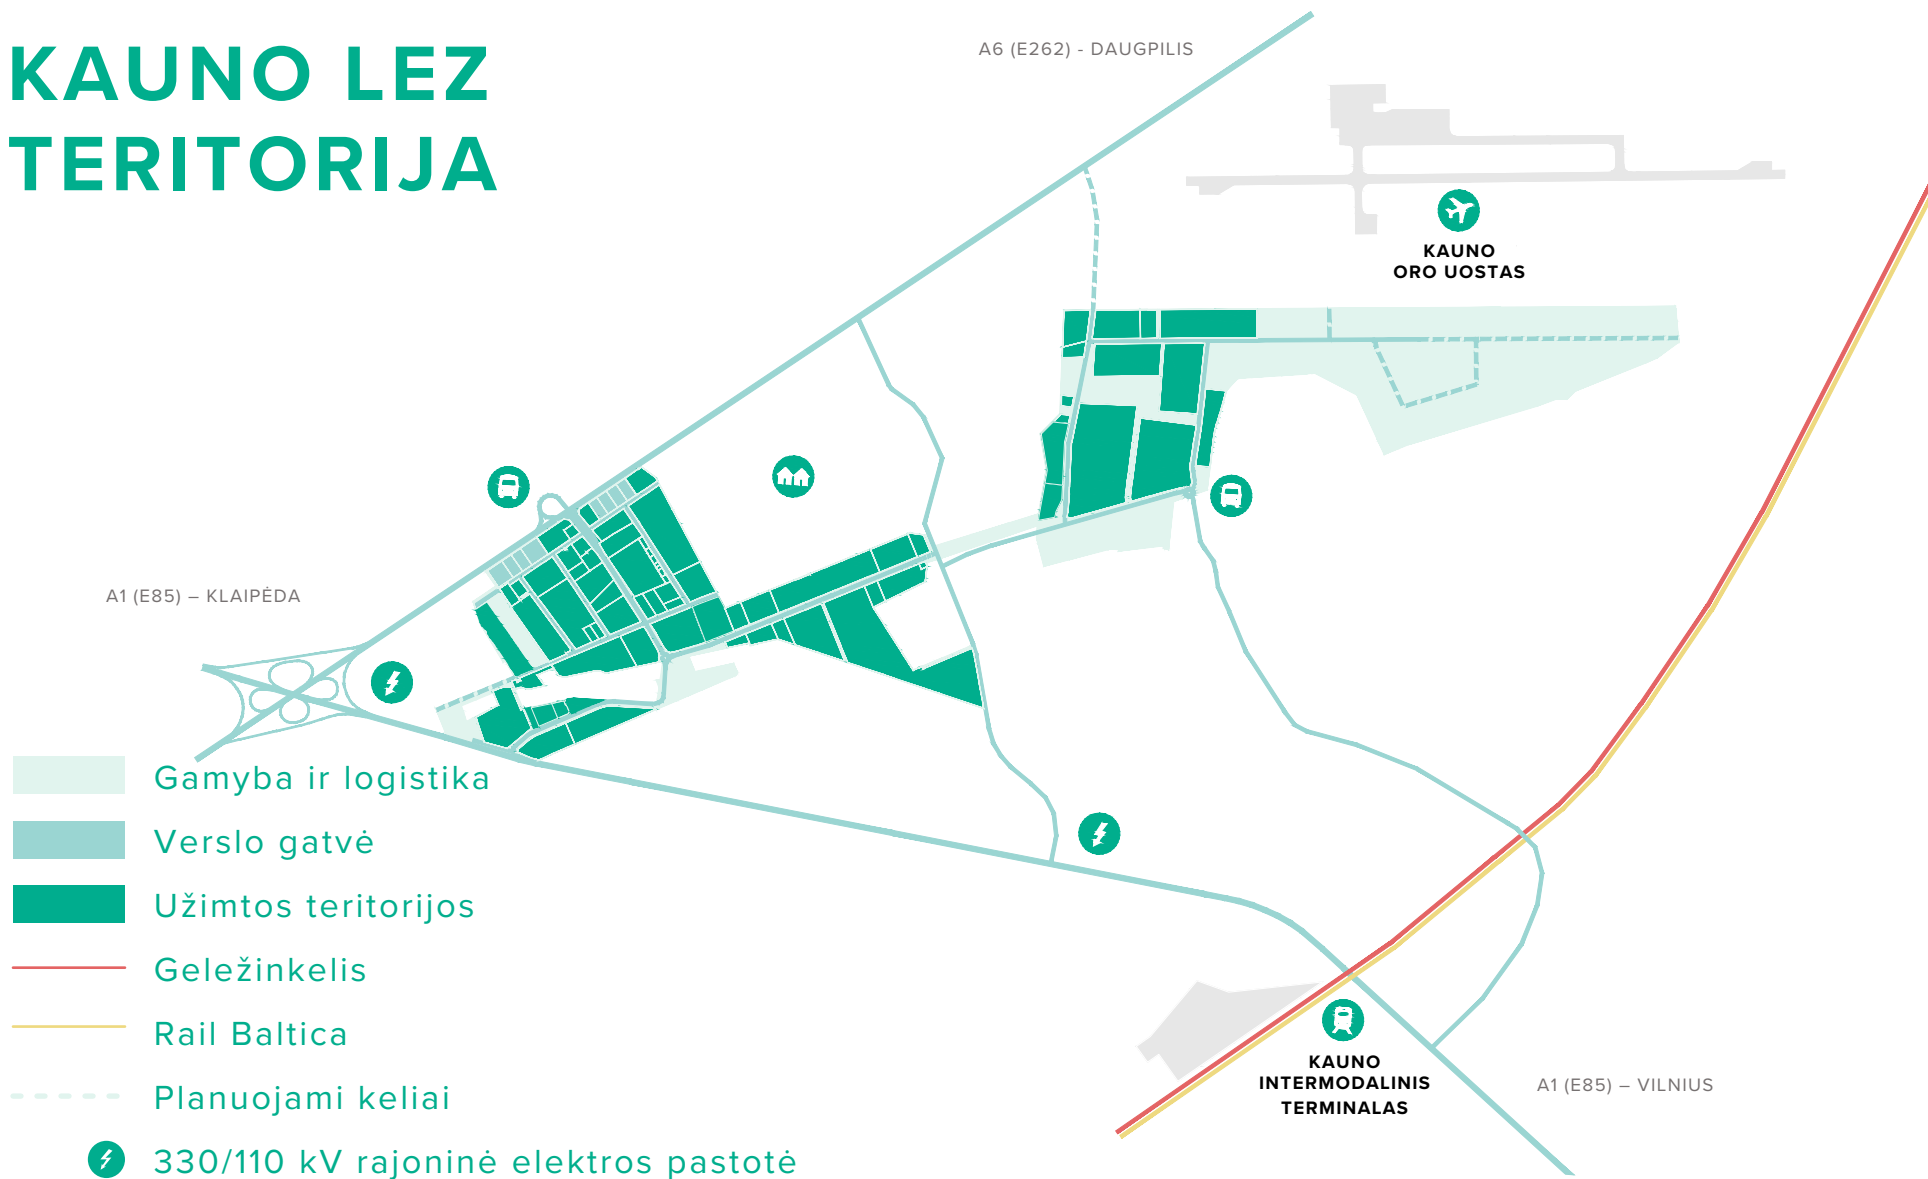 KAUNO LEZ
TERITORIJA
A6 (E262) - DAUGPILIS
KAUNO
ORO UOSTAS
A1 (E85) – KLAIPĖDA
Gamyba ir logistika
Verslo gatvė
Užimtos teritorijos
Geležinkelis
Rail Baltica
Planuojami keliai
330/110 kV rajoninė elektros pastotė
KAUNO
INTERMODALINIS
TERMINALAS
A1 (E85) – VILNIUS